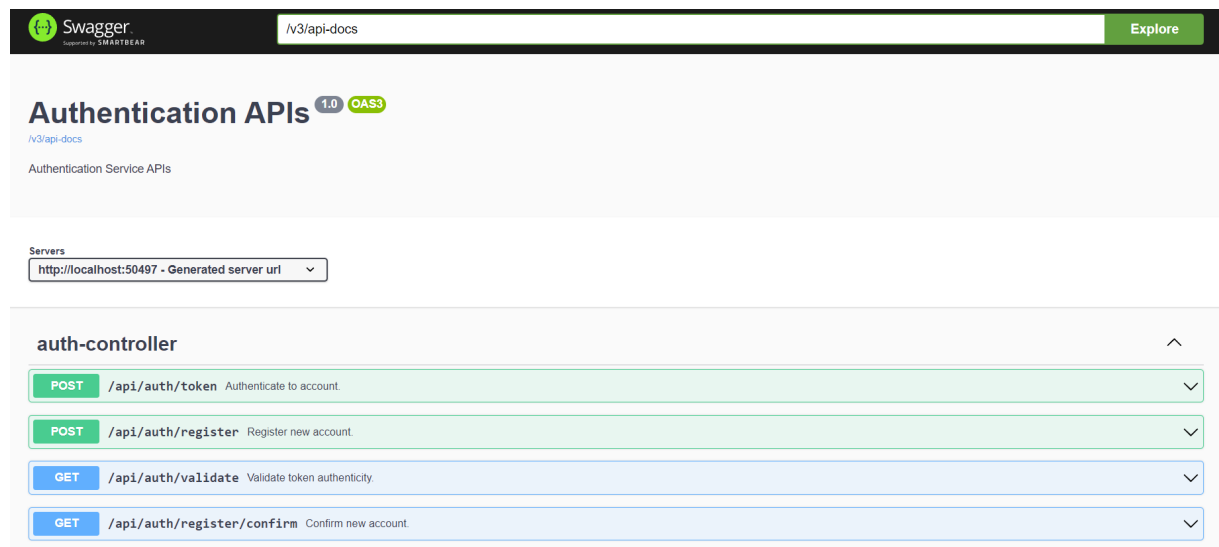 Swagger.
Supported by SMARTBEAR
/v3/api-docs
Explore
Authentication APIs 1.0 OAS3
/v3/api-docs
Authentication Service APIs
Servers
http://localhost:50497 - Generated server url
auth-controller
POST /api/auth/token Authenticate to account.
POST /api/auth/register Register new account.
GET /api/auth/validate Validate token authenticity.
GET /api/auth/register/confirm Confirm new account.